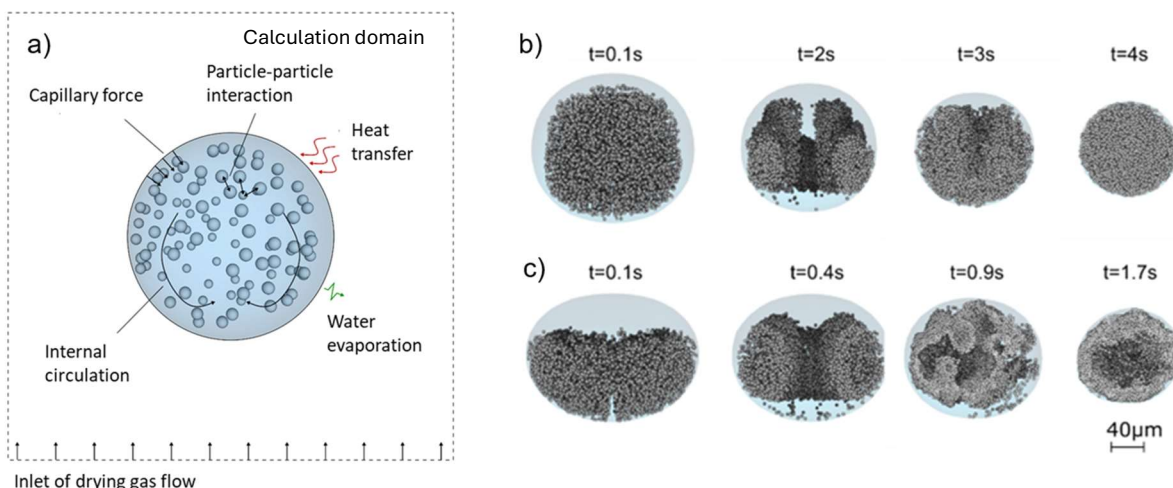 a)
Calculation domain
Particle-particle
interaction
Capillary force
Heat
transfer
Internal
circulation
Water
evaporation
Inlet of drying gas flow
b)
t=0.1s
t=2s
t=3s
t=4s
c)
t=0.1s
t=0.4s
t=0.9s
t=1.7s
40μm